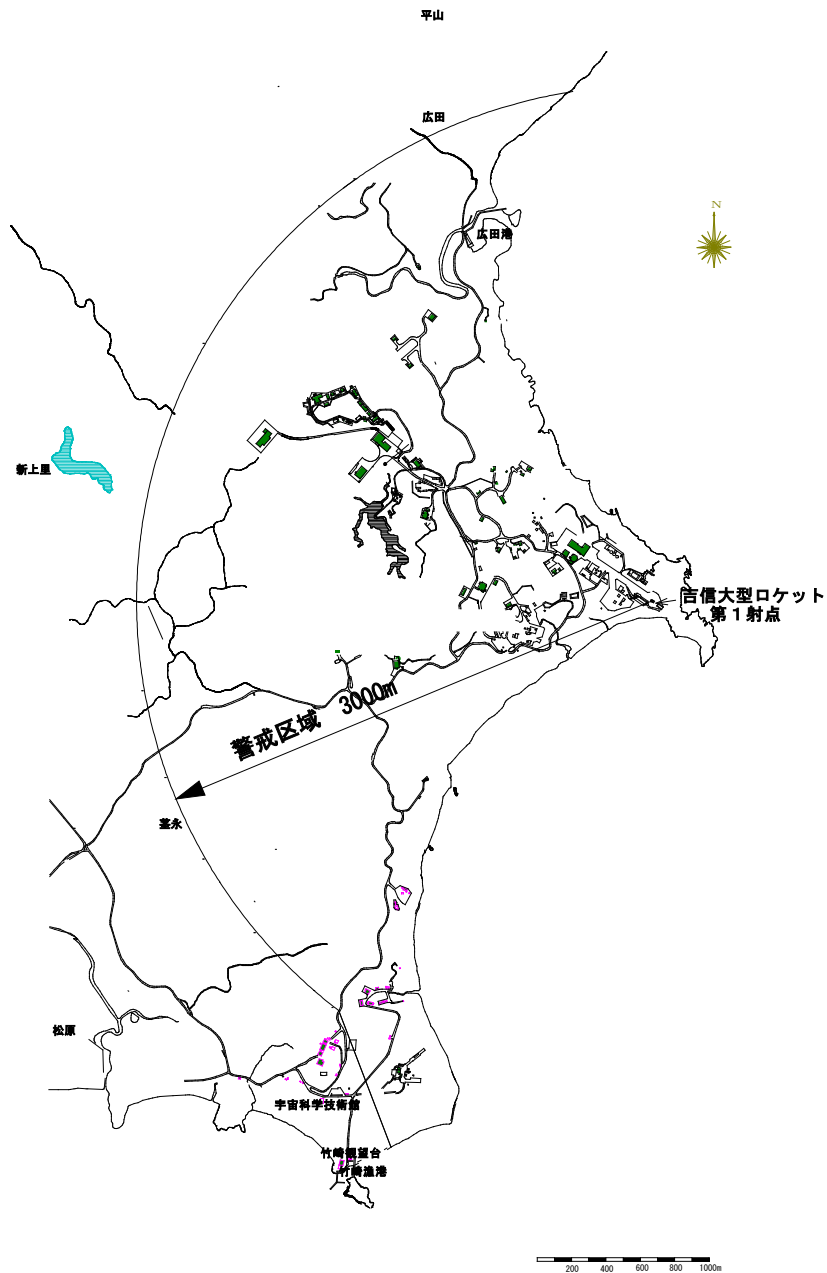 平山
広田
N
広田港
新上里
吉信大型ロケット
第1射点
警戒区域 3000m
茎永
松原
宇宙科学技術館
竹崎観望台
竹崎漁港
200 400 600 800 1000m